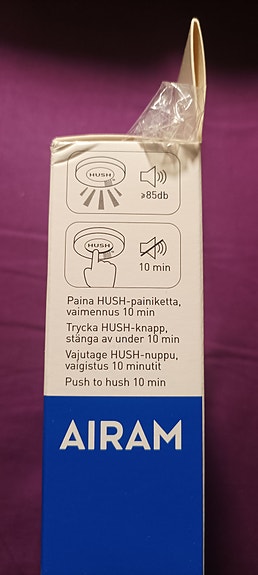 HUSH
≥85db
HUSH
10 min
Paina HUSH-painiketta,
vaimennus 10 min
Trycka HUSH-knapp,
stänga av under 10 min
Vajutage HUSH-nuppu,
vaigistus 10 minutit
Push to hush 10 min
AIRAM